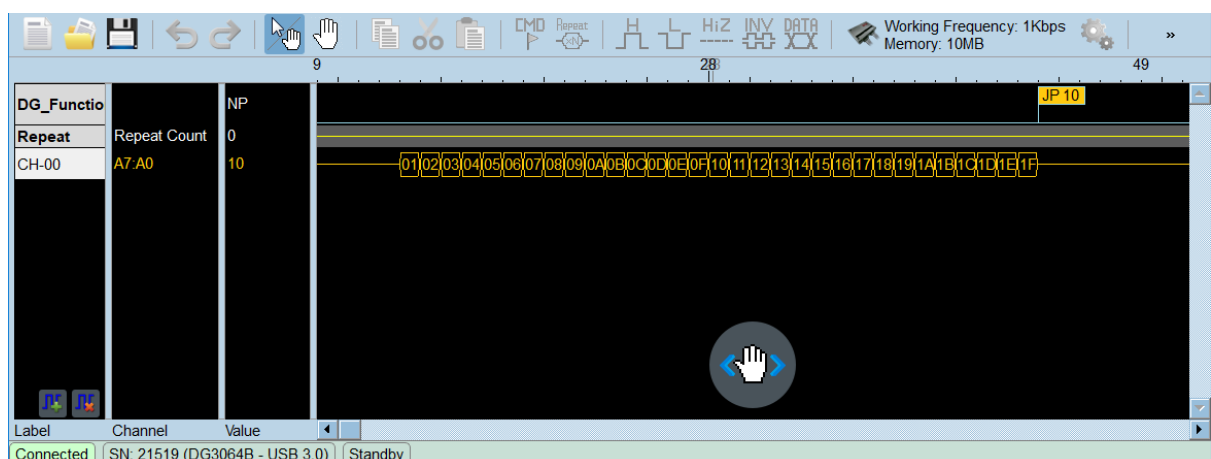 CMD Repeat H L HiZ INV DATA Working Frequency: 1Kbps »
(xN) Memory: 10MB
9 28 49
DG_Functio NP JP 10
Repeat Repeat Count 0
CH-00 A7:A0 10 01 02 03 04 05 06 07 08 09 0A 0B 0C 0D 0E 0F 10 11 12 13 14 15 16 17 18 19 1A 1B 1C 1D 1E 1F
Label Channel Value
Connected SN: 21519 (DG3064B - USB 3.0) Standby